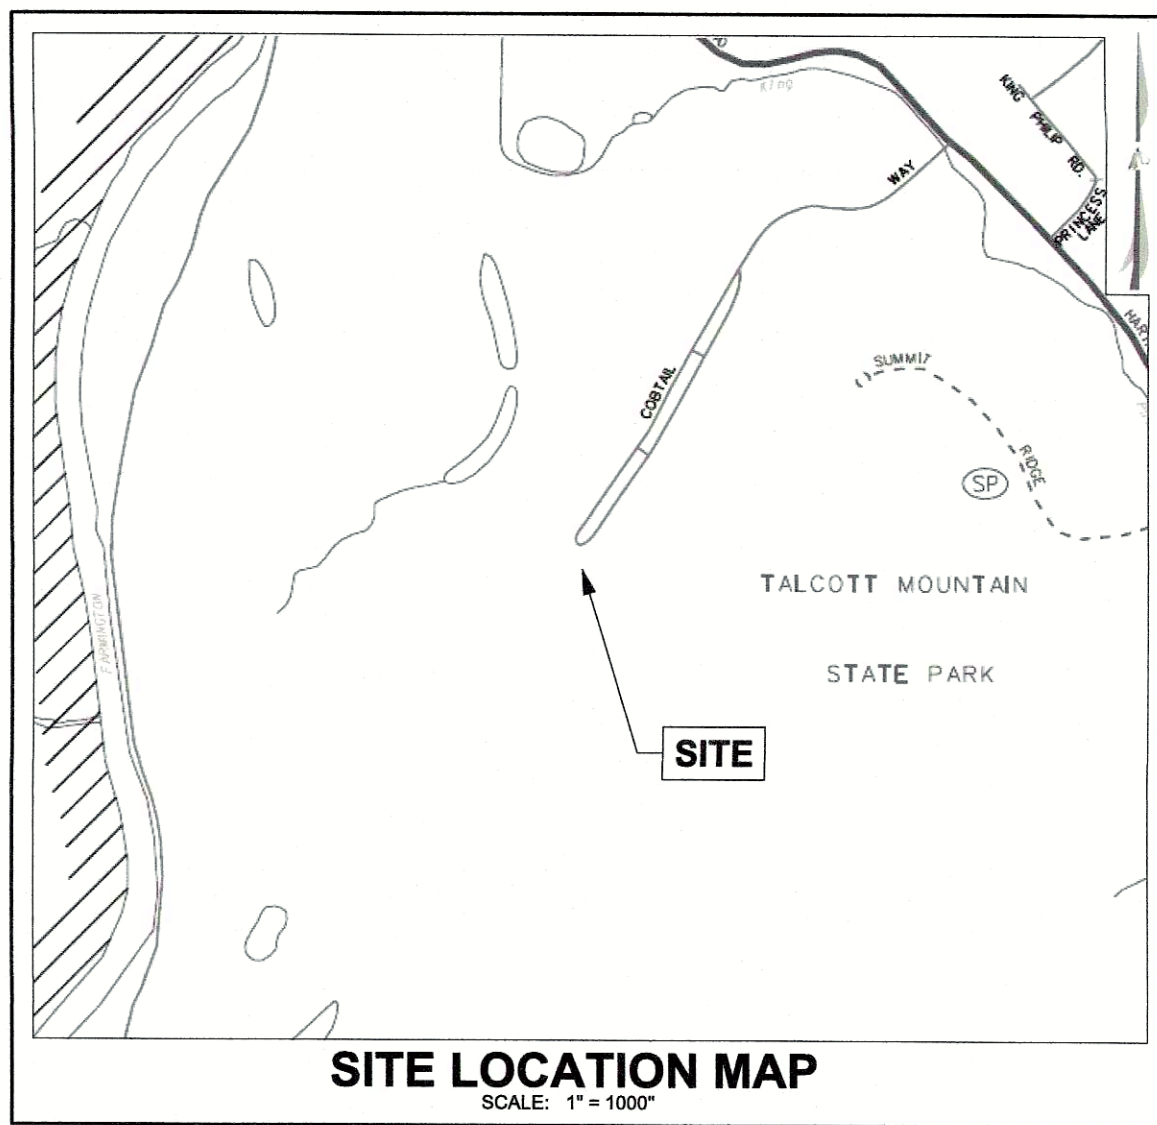 KING
PHILIP
RD.
PRINCESS
LANE
WAY
SUMMIT
RIDGE
COBTAIL
SP
TALCOTT MOUNTAIN
STATE PARK
FARMINGTON
SITE
SITE LOCATION MAP
SCALE: 1" = 1000"